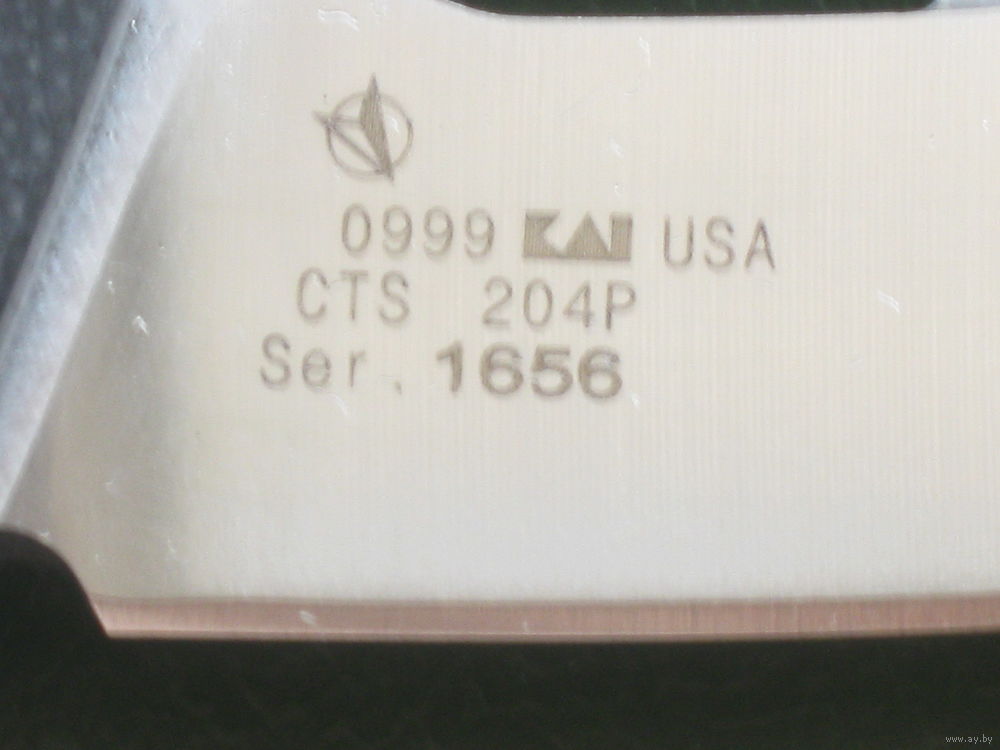 0999 KAI USA
CTS 204P
Ser. 1656
www.ay.by